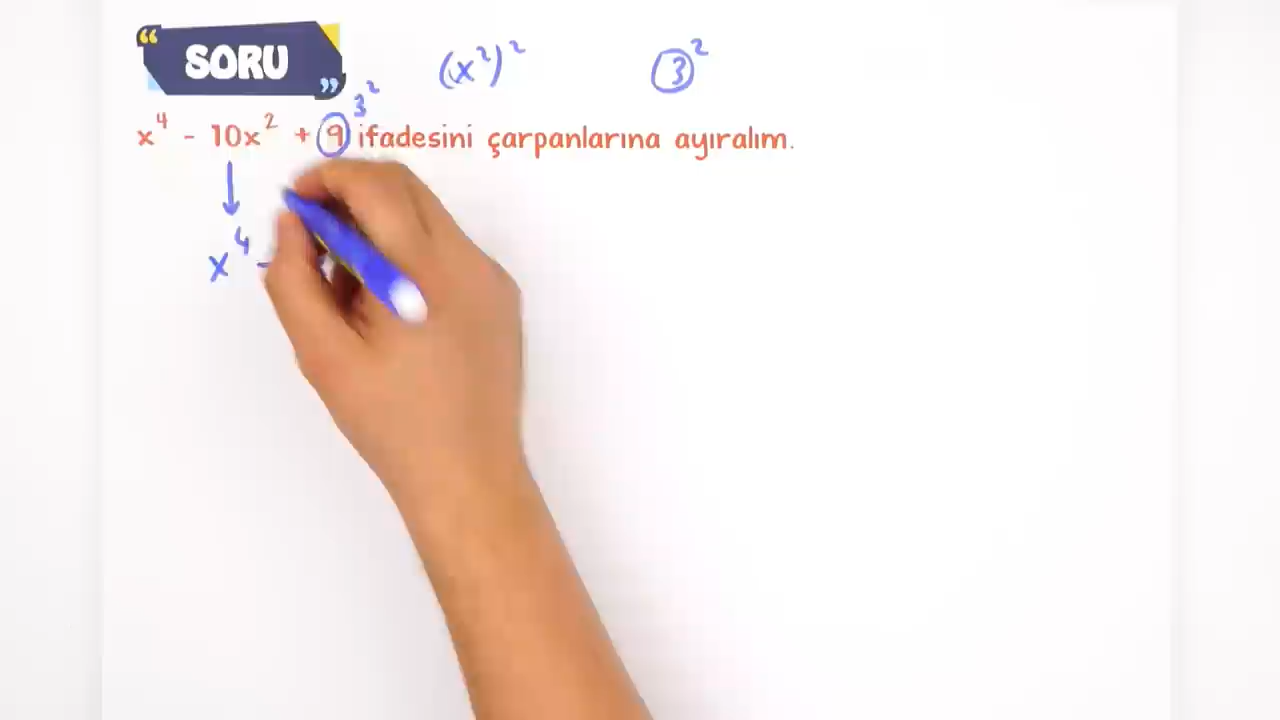 “ SORU ”
(x²)²
③²
3²
x⁴ - 10x² + 9 ifadesini çarpanlarına ayıralım.
x⁴ -